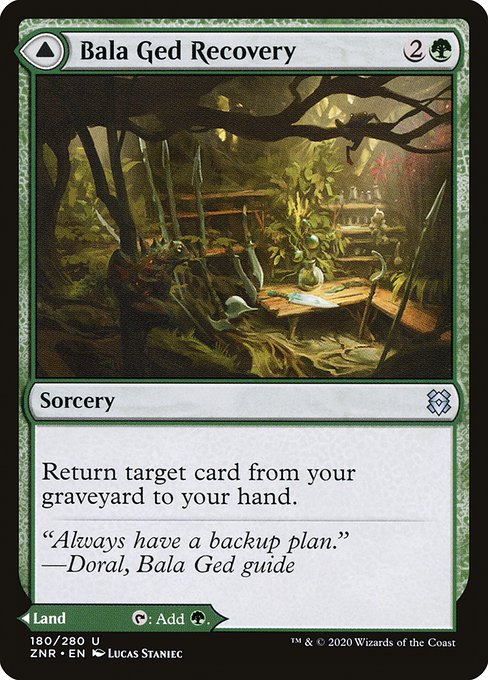 Bala Ged Recovery 2
Sorcery
Return target card from your
graveyard to your hand.
“Always have a backup plan.”
—Doral, Bala Ged guide
Land : Add .
180/280 U
ZNR • EN Lucas Staniec
™ & © 2020 Wizards of the Coast